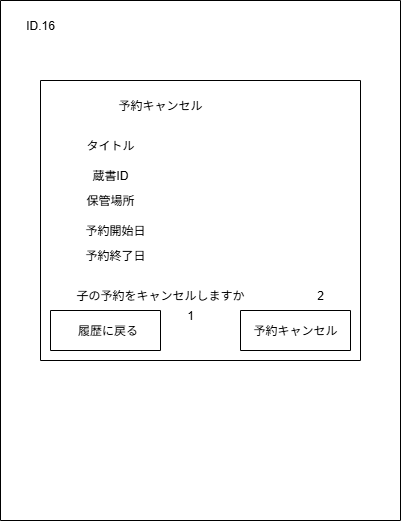 ID.16
予約キャンセル
タイトル
蔵書ID
保管場所
予約開始日
予約終了日
子の予約をキャンセルしますか
2
1
履歴に戻る
予約キャンセル